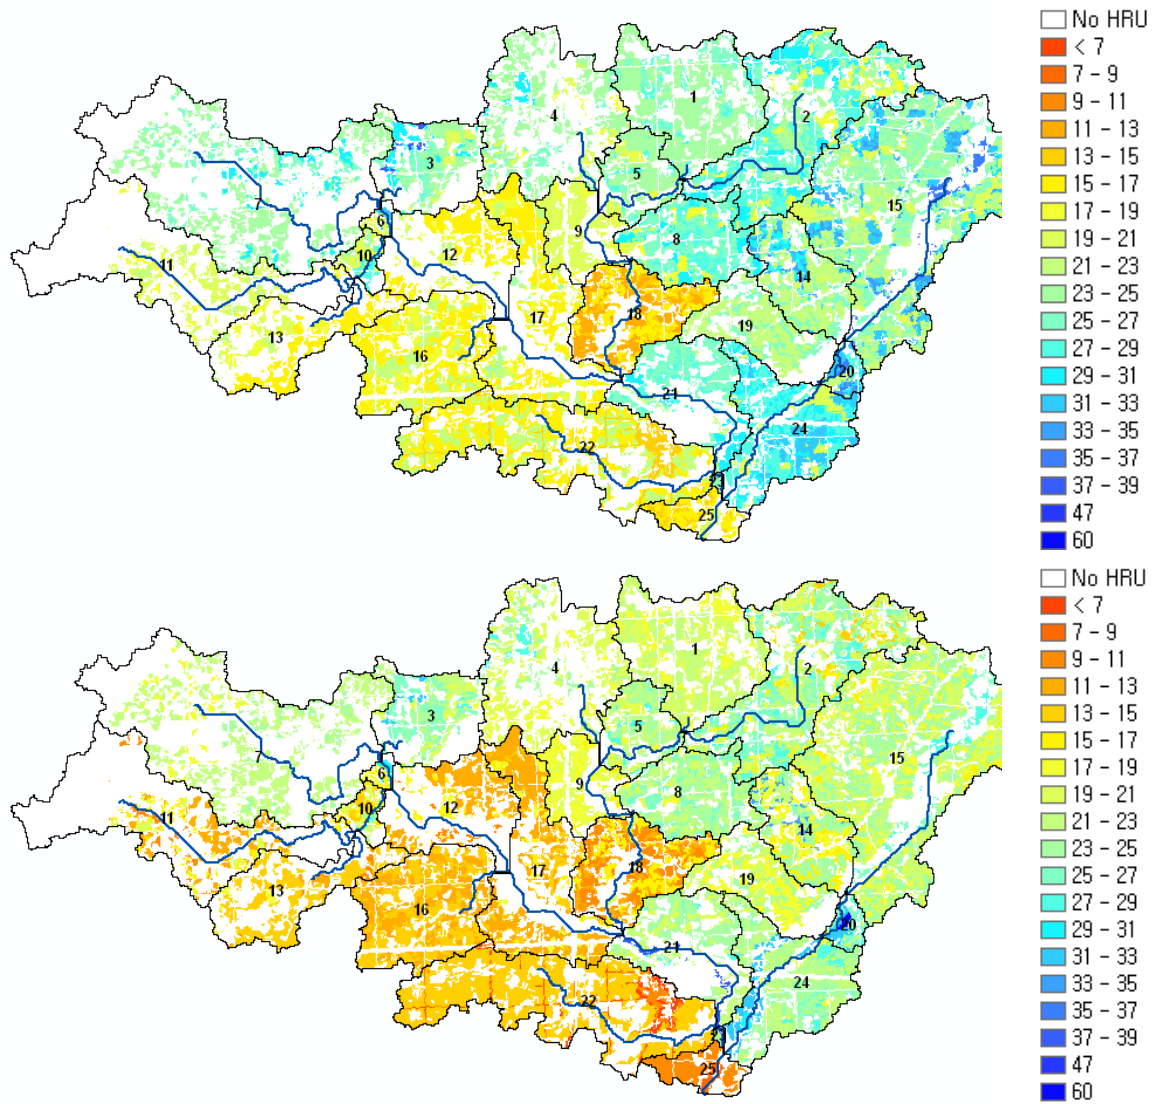 No HRU
< 7
7 - 9
9 - 11
11 - 13
13 - 15
15 - 17
17 - 19
19 - 21
21 - 23
23 - 25
25 - 27
27 - 29
29 - 31
31 - 33
33 - 35
35 - 37
37 - 39
47
60
1
2
4
3
5
15
7
6
8
9
10
12
11
14
18
17
19
13
16
20
21
24
22
23
25
No HRU
< 7
7 - 9
9 - 11
11 - 13
13 - 15
15 - 17
17 - 19
19 - 21
21 - 23
23 - 25
25 - 27
27 - 29
29 - 31
31 - 33
33 - 35
35 - 37
37 - 39
47
60
1
2
4
3
5
15
7
6
9
8
10
12
11
14
18
17
19
13
16
20
21
24
22
23
25